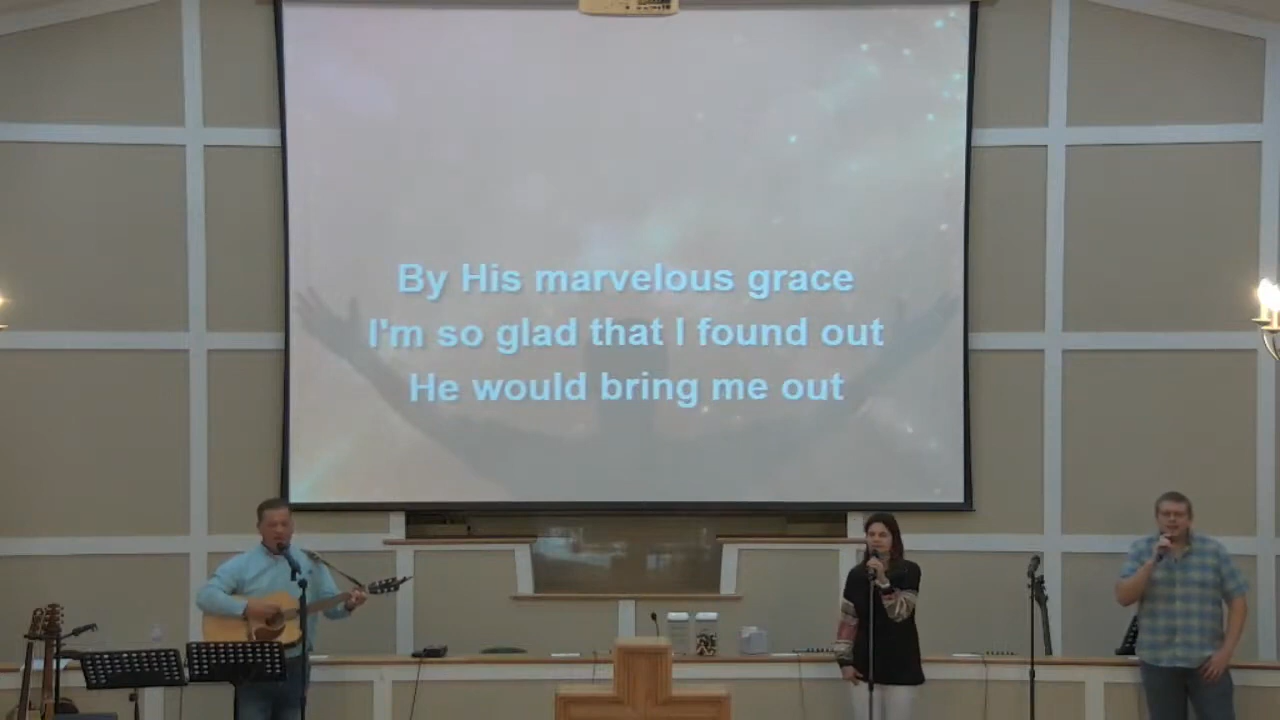 By His marvelous grace
I'm so glad that I found out
He would bring me out